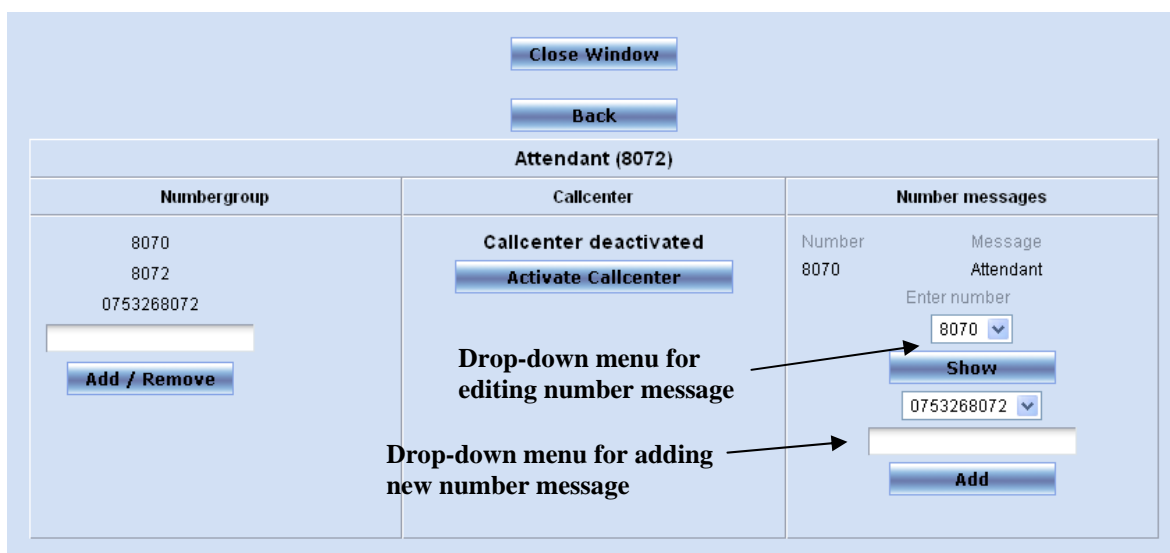 Close Window
Back
Attendant (8072)
Numbergroup
Callcenter
Number messages
8070
8072
0753268072
Add / Remove
Callcenter deactivated
Activate Callcenter
Drop-down menu for
editing number message
Drop-down menu for adding
new number message
Number Message
8070 Attendant
Enter number
8070
Show
0753268072
Add